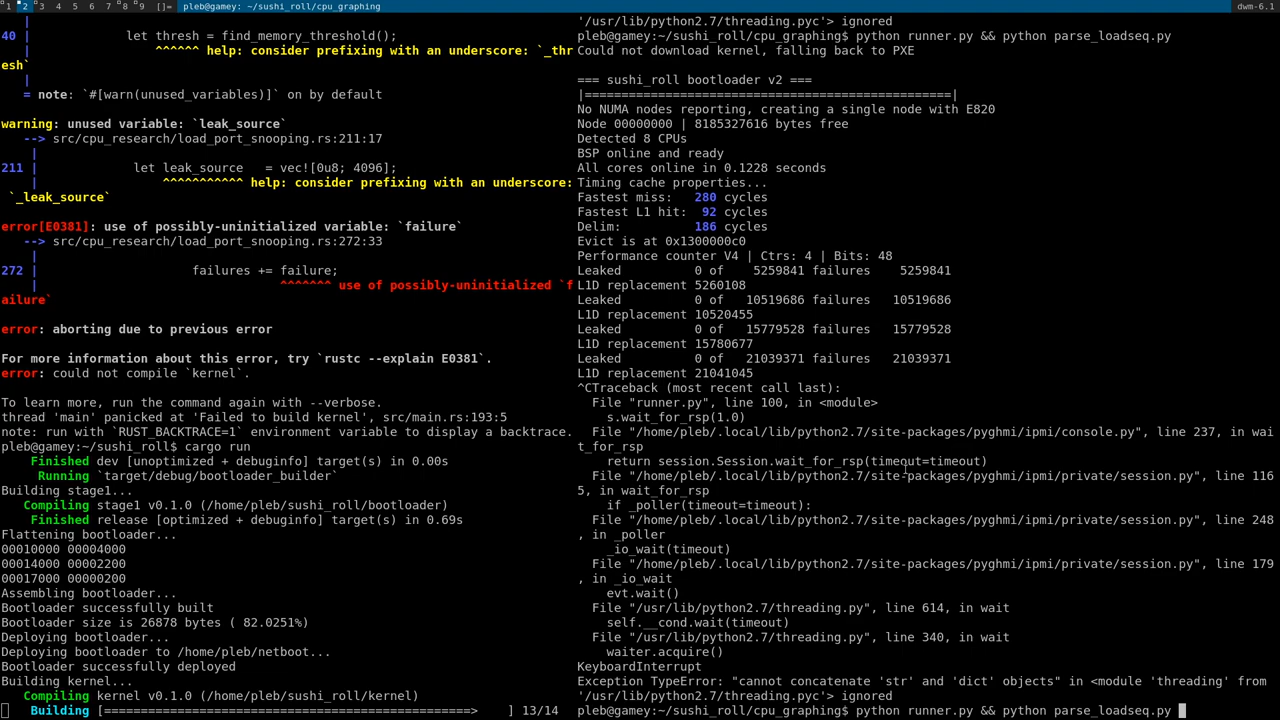 1 2 3 4 5 6 7 8 9 []= pleb@gamey: ~/sushi_roll/cpu_graphing dwm-6.1
   |
40 |             let thresh = find_memory_threshold();
   |                 ^^^^^^ help: consider prefixing with an underscore: `_thr
esh`
   |
   = note: `#[warn(unused_variables)]` on by default
warning: unused variable: `leak_source`
   --> src/cpu_research/load_port_snooping.rs:211:17
    |
211 |             let leak_source   = vec![0u8; 4096];
    |                 ^^^^^^^^^^^ help: consider prefixing with an underscore:
 `_leak_source`
error[E0381]: use of possibly-uninitialized variable: `failure`
   --> src/cpu_research/load_port_snooping.rs:272:33
    |
272 |                     failures += failure;
    |                                 ^^^^^^^ use of possibly-uninitialized `f
ailure`
error: aborting due to previous error
For more information about this error, try `rustc --explain E0381`.
error: could not compile `kernel`.
To learn more, run the command again with --verbose.
thread 'main' panicked at 'Failed to build kernel', src/main.rs:193:5
note: run with `RUST_BACKTRACE=1` environment variable to display a backtrace.
pleb@gamey:~/sushi_roll$ cargo run
    Finished dev [unoptimized + debuginfo] target(s) in 0.00s
     Running `target/debug/bootloader_builder`
Building stage1...
   Compiling stage1 v0.1.0 (/home/pleb/sushi_roll/bootloader)
    Finished release [optimized + debuginfo] target(s) in 0.69s
Flattening bootloader...
00010000 00004000
00014000 00002200
00017000 00000200
Assembling bootloader...
Bootloader successfully built
Bootloader size is 26878 bytes ( 82.0251%)
Deploying bootloader...
Deploying bootloader to /home/pleb/netboot...
Bootloader successfully deployed
Building kernel...
   Compiling kernel v0.1.0 (/home/pleb/sushi_roll/kernel)
    Building [=================================================>    ] 13/14
'/usr/lib/python2.7/threading.pyc'> ignored
pleb@gamey:~/sushi_roll/cpu_graphing$ python runner.py && python parse_loadseq.py
Could not download kernel, falling back to PXE
=== sushi_roll bootloader v2 ===
|=================================================|
No NUMA nodes reporting, creating a single node with E820
Node 00000000 | 8185327616 bytes free
Detected 8 CPUs
BSP online and ready
All cores online in 0.1228 seconds
Timing cache properties...
Fastest miss:   280 cycles
Fastest L1 hit:  92 cycles
Delim:          186 cycles
Evict is at 0x1300000c0
Performance counter V4 | Ctrs: 4 | Bits: 48
Leaked          0 of    5259841 failures    5259841
L1D replacement 5260108
Leaked          0 of   10519686 failures   10519686
L1D replacement 10520455
Leaked          0 of   15779528 failures   15779528
L1D replacement 15780677
Leaked          0 of   21039371 failures   21039371
L1D replacement 21041045
^CTraceback (most recent call last):
  File "runner.py", line 100, in <module>
    s.wait_for_rsp(1.0)
  File "/home/pleb/.local/lib/python2.7/site-packages/pyghmi/ipmi/console.py", line 237, in wai
t_for_rsp
    return session.Session.wait_for_rsp(timeout=timeout)
  File "/home/pleb/.local/lib/python2.7/site-packages/pyghmi/ipmi/private/session.py", line 116
5, in wait_for_rsp
    if _poller(timeout=timeout):
  File "/home/pleb/.local/lib/python2.7/site-packages/pyghmi/ipmi/private/session.py", line 248
, in _poller
    _io_wait(timeout)
  File "/home/pleb/.local/lib/python2.7/site-packages/pyghmi/ipmi/private/session.py", line 179
, in _io_wait
    evt.wait()
  File "/usr/lib/python2.7/threading.py", line 614, in wait
    self.__cond.wait(timeout)
  File "/usr/lib/python2.7/threading.py", line 340, in wait
    waiter.acquire()
KeyboardInterrupt
Exception TypeError: "cannot concatenate 'str' and 'dict' objects" in <module 'threading' from
'/usr/lib/python2.7/threading.pyc'> ignored
pleb@gamey:~/sushi_roll/cpu_graphing$ python runner.py && python parse_loadseq.py